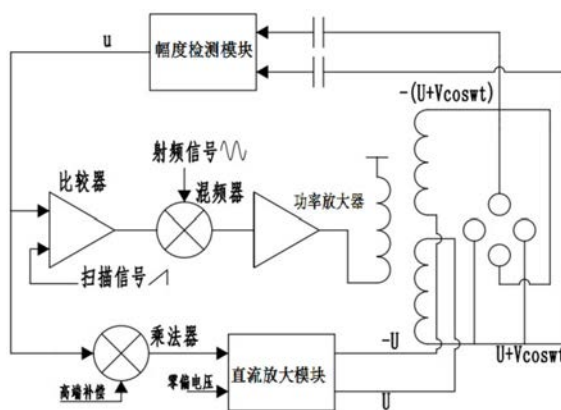 u
幅度检测模块
-(U+Vcoswt)
射频信号
比较器
混频器
功率放大器
扫描信号
乘法器
-U
U+Vcoswt
高端补偿
零偏电压
直流放大模块
U